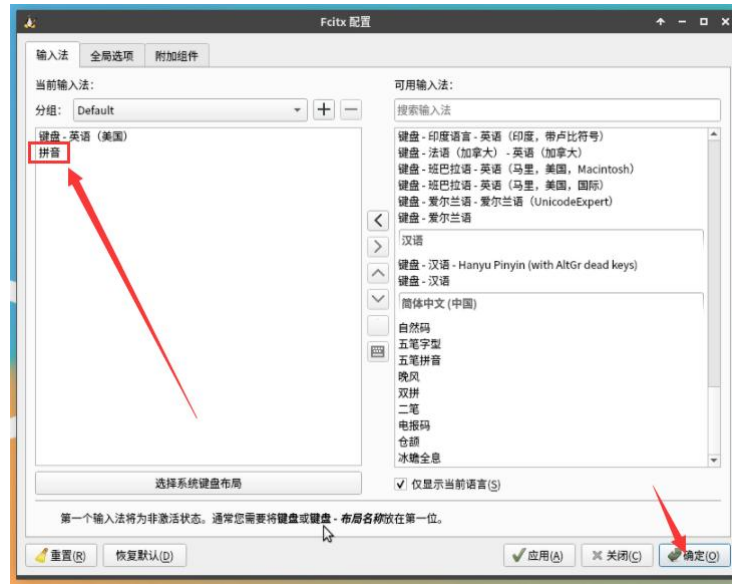 Fcitx 配置
输入法 全局选项 附加组件
当前输入法：
分组： Default
键盘 - 英语（美国）
拼音
选择系统键盘布局
可用输入法：
搜索输入法
键盘 - 印度语言 - 英语（印度，带卢比符号）
键盘 - 法语（加拿大） - 英语（加拿大）
键盘 - 班巴拉语 - 英语（马里，美国，Macintosh）
键盘 - 班巴拉语 - 英语（马里，美国，国际）
键盘 - 爱尔兰语 - 爱尔兰语（UnicodeExpert）
键盘 - 爱尔兰语
汉语
键盘 - 汉语 - Hanyu Pinyin (with AltGr dead keys)
键盘 - 汉语
简体中文 (中国)
自然码
五笔字型
五笔拼音
晚风
双拼
二笔
电报码
仓颉
冰蟾全息
仅显示当前语言(S)
第一个输入法将为非激活状态。通常您需要将键盘或键盘 - 布局名称放在第一位。
重置(R) 恢复默认(D) 应用(A) 关闭(C) 确定(O)